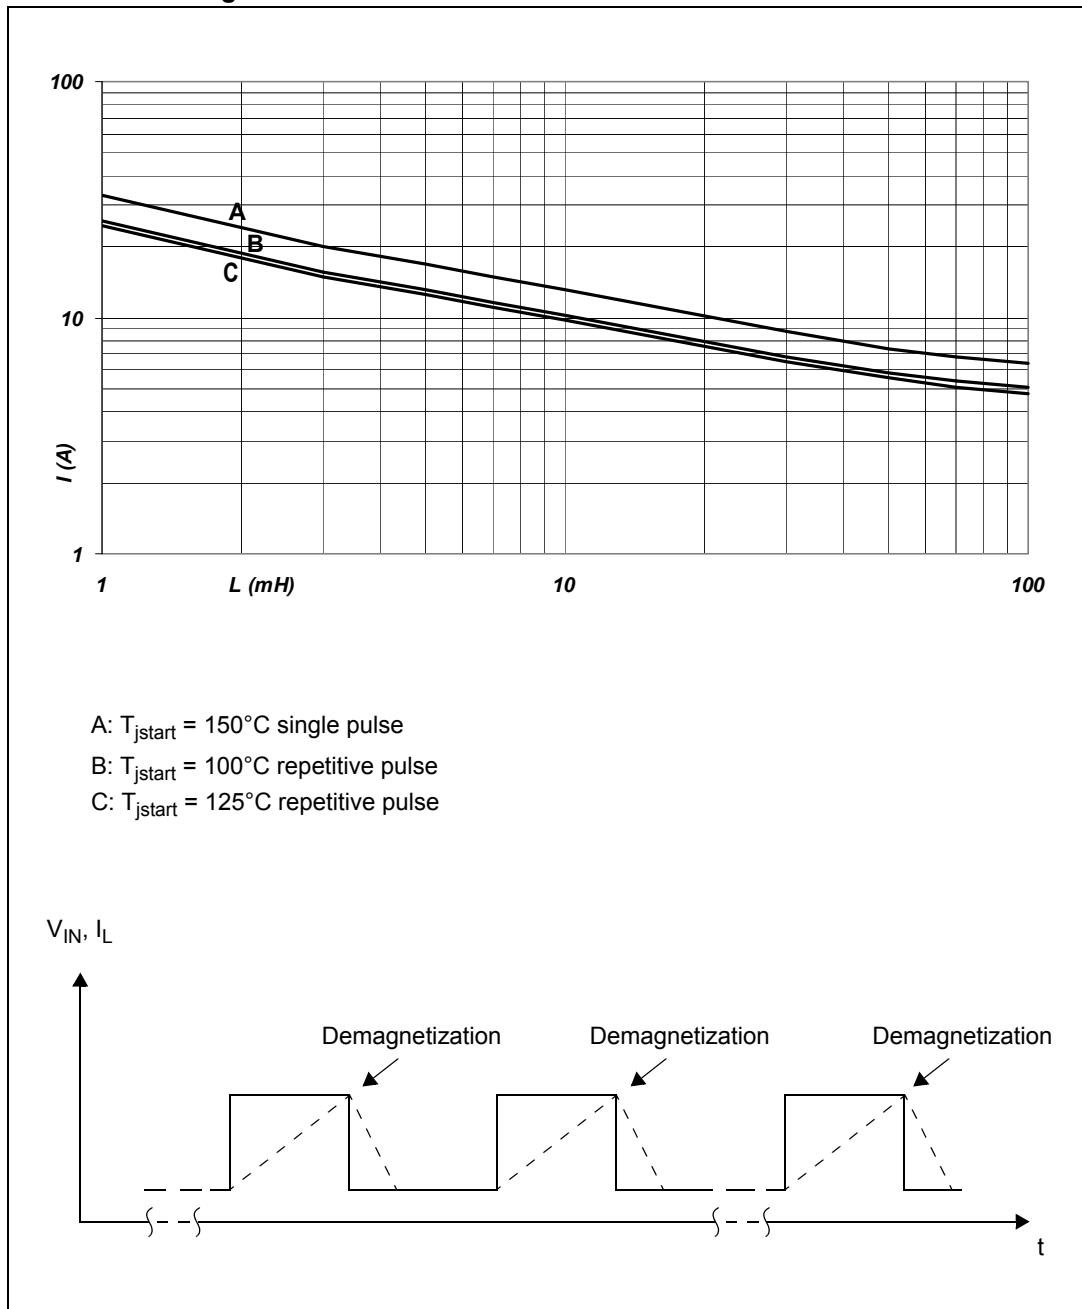 100
A
B
C
10
I (A)
1
1 L (mH) 10 100
A: Tjstart = 150°C single pulse
B: Tjstart = 100°C repetitive pulse
C: Tjstart = 125°C repetitive pulse
VIN, IL
Demagnetization Demagnetization Demagnetization
t